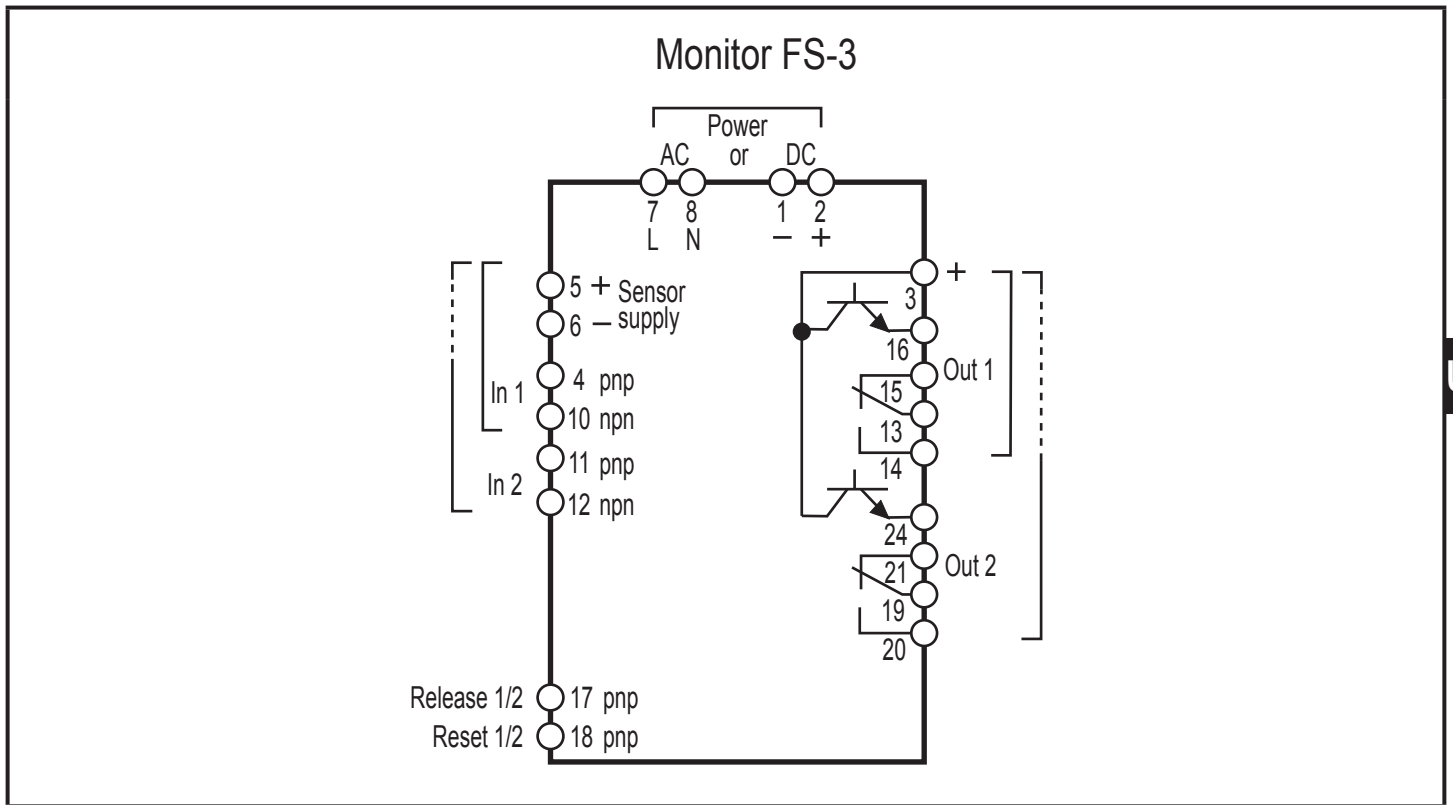 Monitor FS-3
Power
AC or DC
7 8 1 2
L N – +
5 + Sensor
6 – supply
In 1
4 pnp
10 npn
In 2
11 pnp
12 npn
Release 1/2 17 pnp
Reset 1/2 18 pnp
+
3
16
Out 1
15
13
14
24
Out 2
21
19
20